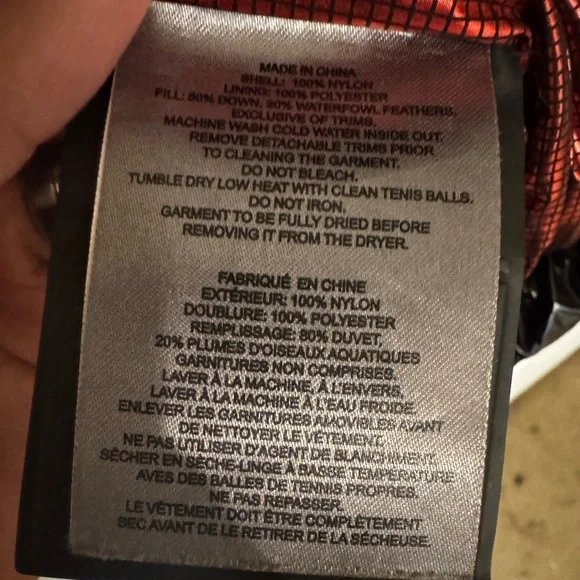 MADE IN CHINA
SHELL: 100% NYLON
LINING: 100% POLYESTER
FILL: 80% DOWN, 20% WATERFOWL FEATHERS.
EXCLUSIVE OF TRIMS.
MACHINE WASH COLD WATER INSIDE OUT.
REMOVE DETACHABLE TRIMS PRIOR
TO CLEANING THE GARMENT.
DO NOT BLEACH.
TUMBLE DRY LOW HEAT WITH CLEAN TENIS BALLS.
DO NOT IRON.
GARMENT TO BE FULLY DRIED BEFORE
REMOVING IT FROM THE DRYER.
FABRIQUÉ EN CHINE
EXTÉRIEUR: 100% NYLON
DOUBLURE: 100% POLYESTER
REMPLISSAGE: 80% DUVET,
20% PLUMES D'OISEAUX AQUATIQUES
GARNITURES NON COMPRISES.
LAVER À LA MACHINE, À L'ENVERS.
LAVER À LA MACHINE À L'EAU FROIDE.
ENLEVER LES GARNITURES AMOVIBLES AVANT
DE NETTOYER LE VÊTEMENT.
NE PAS UTILISER D'AGENT DE BLANCHIMENT.
SÉCHER EN SÈCHE-LINGE À BASSE TEMPÉRATURE
AVES DES BALLES DE TENNIS PROPRES.
NE PAS REPASSER.
LE VÊTEMENT DOIT ÊTRE COMPLÈTEMENT
SEC AVANT DE LE RETIRER DE LA SÉCHEUSE.